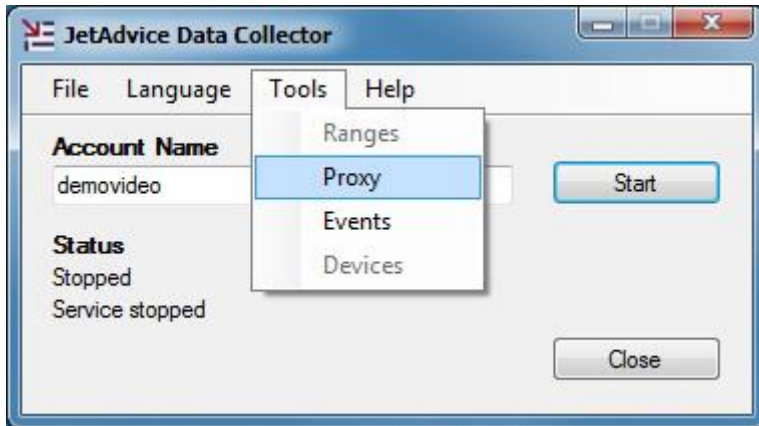 JetAdvice Data Collector
File Language Tools Help
Ranges
Proxy
Events
Devices
Account Name
demovideo
Start
Status
Stopped
Service stopped
Close